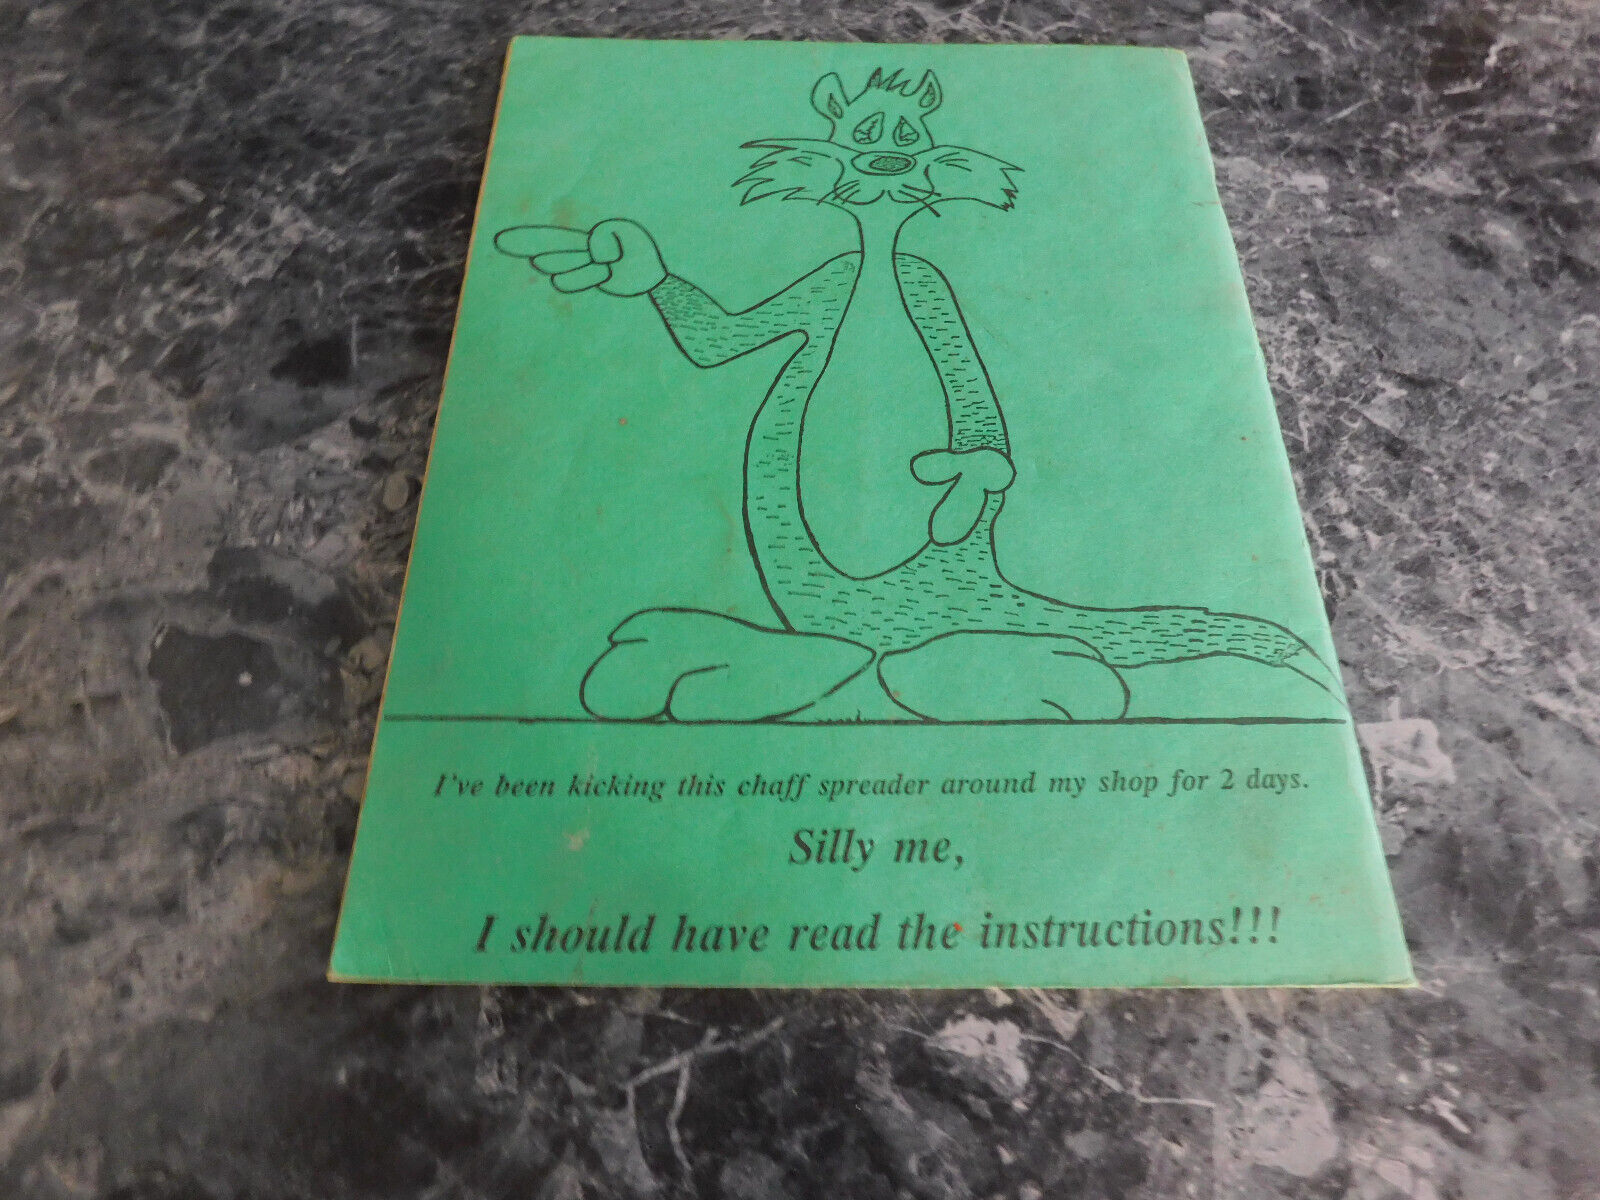 I've been kicking this chaff spreader around my shop for 2 days.
Silly me,
I should have read the instructions!!!